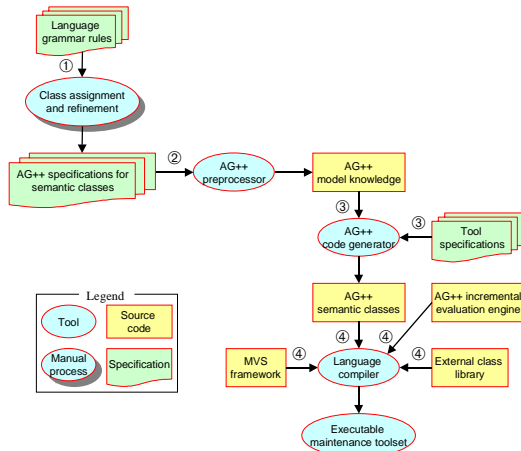 Language
grammar rules
①
Class assignment
and refinement
AG++ specifications for
semantic classes
②
AG++
preprocessor
AG++
model knowledge
③
AG++
code generator
③
Tool
specifications
AG++
semantic classes
AG++ incremental
evaluation engine
④
④
MVS
framework
④
Language
compiler
④
External class
library
Executable
maintenance toolset
Legend
Tool
Source
code
Manual
process
Specification